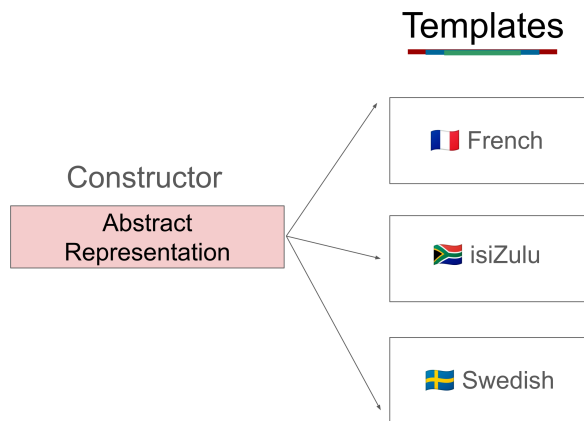 Templates
French
Constructor
Abstract
Representation
isiZulu
Swedish